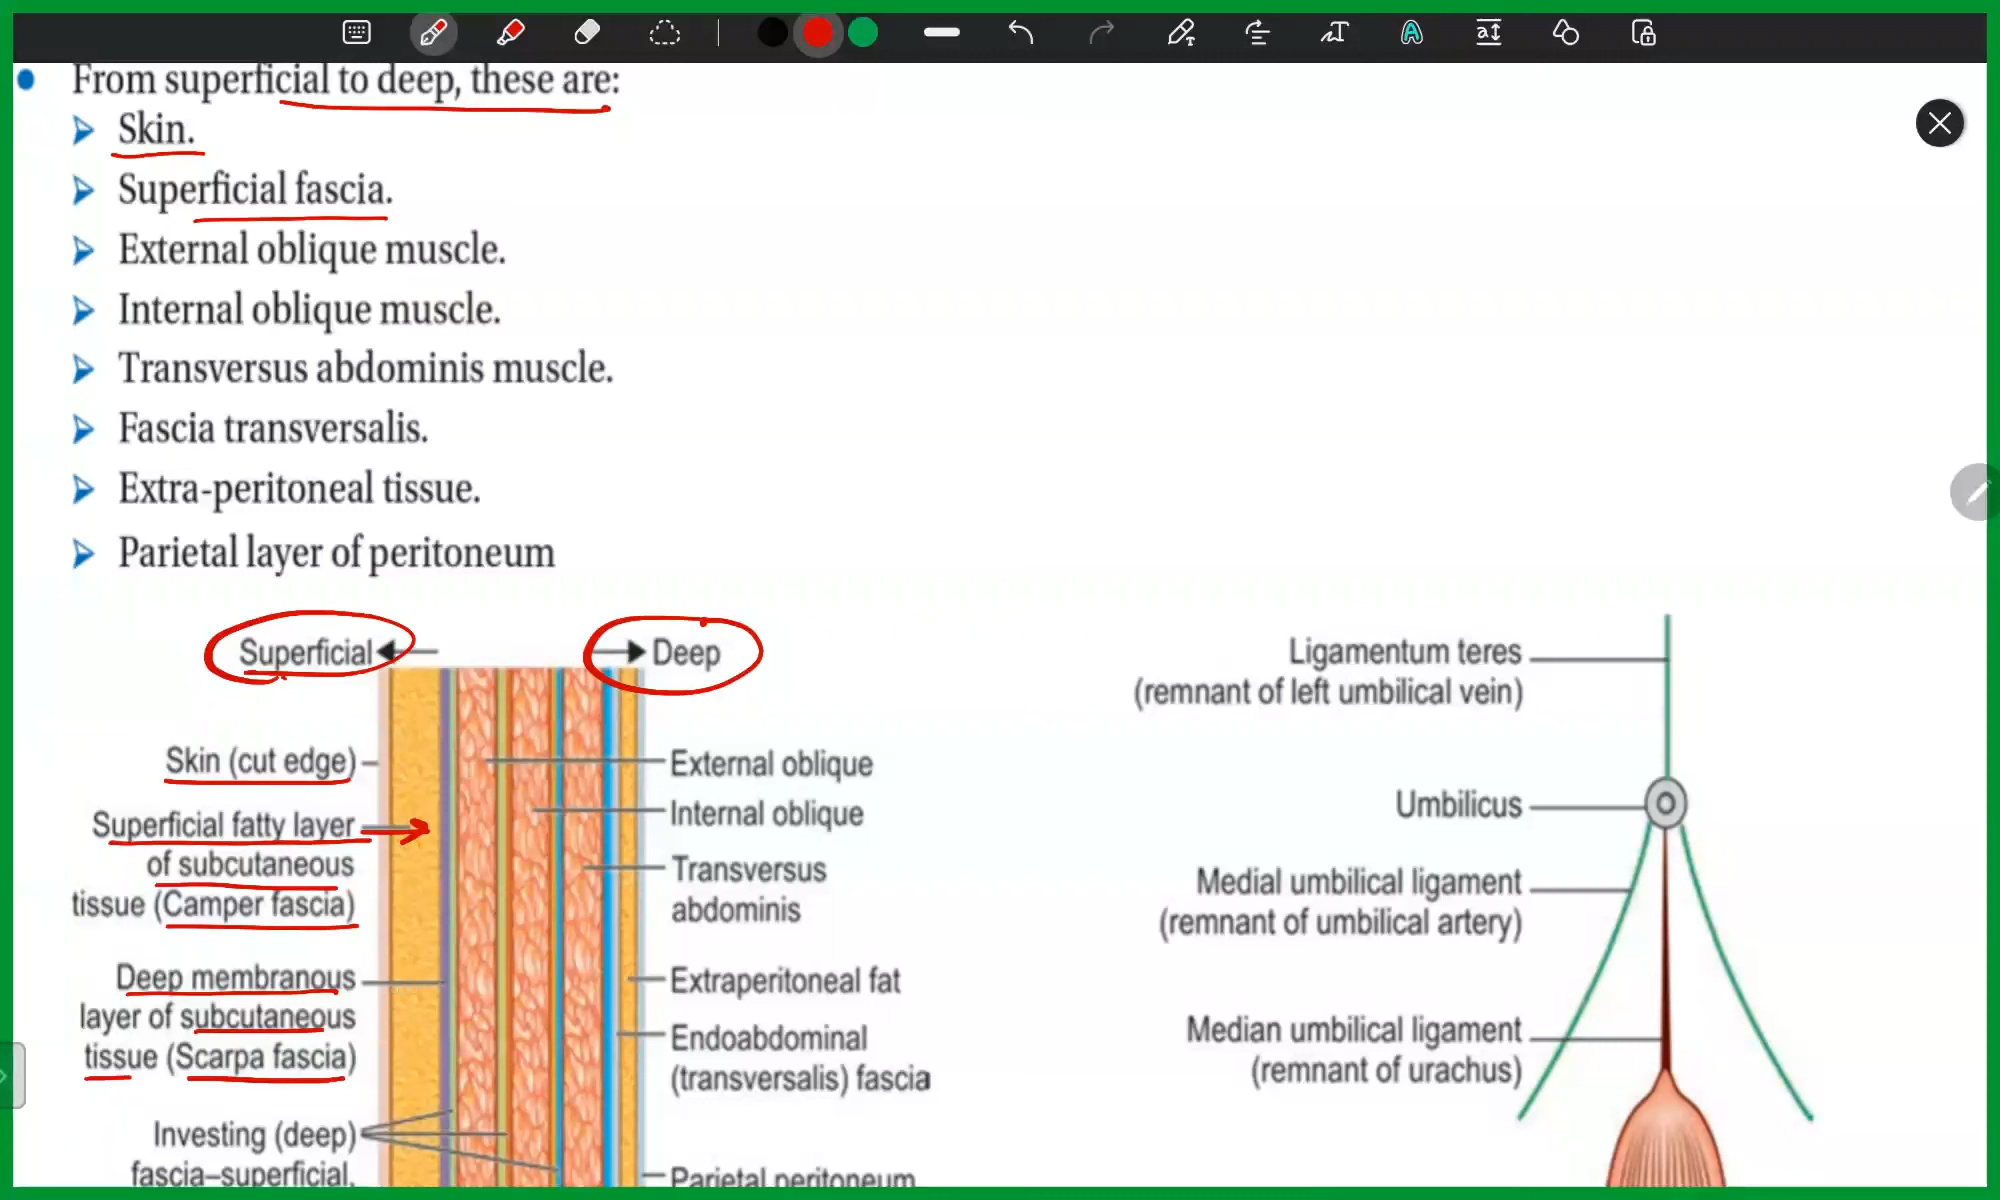 From superficial to deep, these are:
Skin.
Superficial fascia.
External oblique muscle.
Internal oblique muscle.
Transversus abdominis muscle.
Fascia transversalis.
Extra-peritoneal tissue.
Parietal layer of peritoneum
Superficial
Deep
Skin (cut edge)
Superficial fatty layer
of subcutaneous
tissue (Camper fascia)
Deep membranous
layer of subcutaneous
tissue (Scarpa fascia)
Investing (deep)
fascia–superficial,
External oblique
Internal oblique
Transversus
abdominis
Extraperitoneal fat
Endoabdominal
(transversalis) fascia
Parietal peritoneum
Ligamentum teres
(remnant of left umbilical vein)
Umbilicus
Medial umbilical ligament
(remnant of umbilical artery)
Median umbilical ligament
(remnant of urachus)